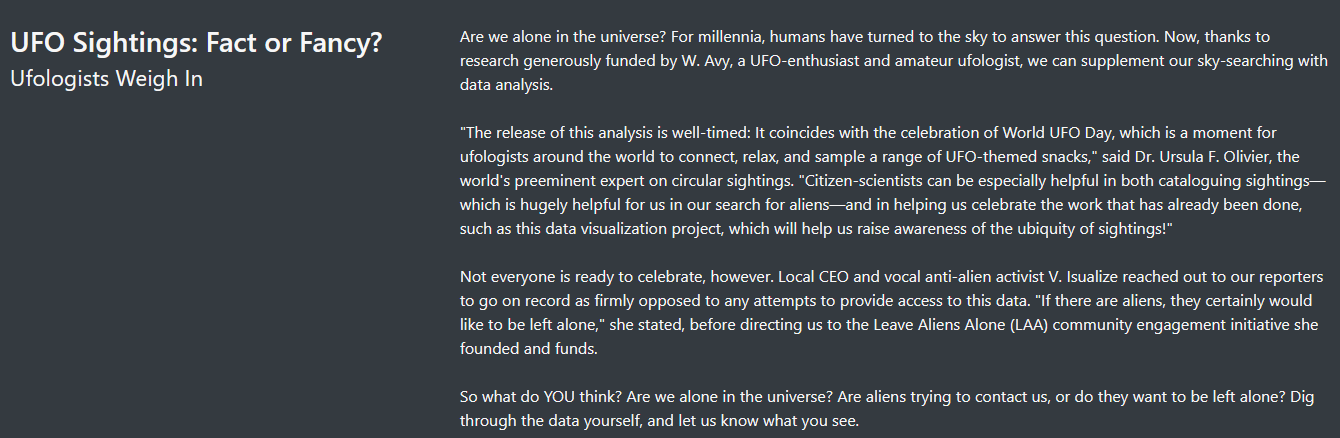 UFO Sightings: Fact or Fancy?
Ufologists Weigh In
Are we alone in the universe? For millennia, humans have turned to the sky to answer this question. Now, thanks to
research generously funded by W. Avy, a UFO-enthusiast and amateur ufologist, we can supplement our sky-searching with
data analysis.
"The release of this analysis is well-timed: It coincides with the celebration of World UFO Day, which is a moment for
ufologists around the world to connect, relax, and sample a range of UFO-themed snacks," said Dr. Ursula F. Olivier, the
world's preeminent expert on circular sightings. "Citizen-scientists can be especially helpful in both cataloguing sightings—
which is hugely helpful for us in our search for aliens—and in helping us celebrate the work that has already been done,
such as this data visualization project, which will help us raise awareness of the ubiquity of sightings!"
Not everyone is ready to celebrate, however. Local CEO and vocal anti-alien activist V. Isualize reached out to our reporters
to go on record as firmly opposed to any attempts to provide access to this data. "If there are aliens, they certainly would
like to be left alone," she stated, before directing us to the Leave Aliens Alone (LAA) community engagement initiative she
founded and funds.
So what do YOU think? Are we alone in the universe? Are aliens trying to contact us, or do they want to be left alone? Dig
through the data yourself, and let us know what you see.